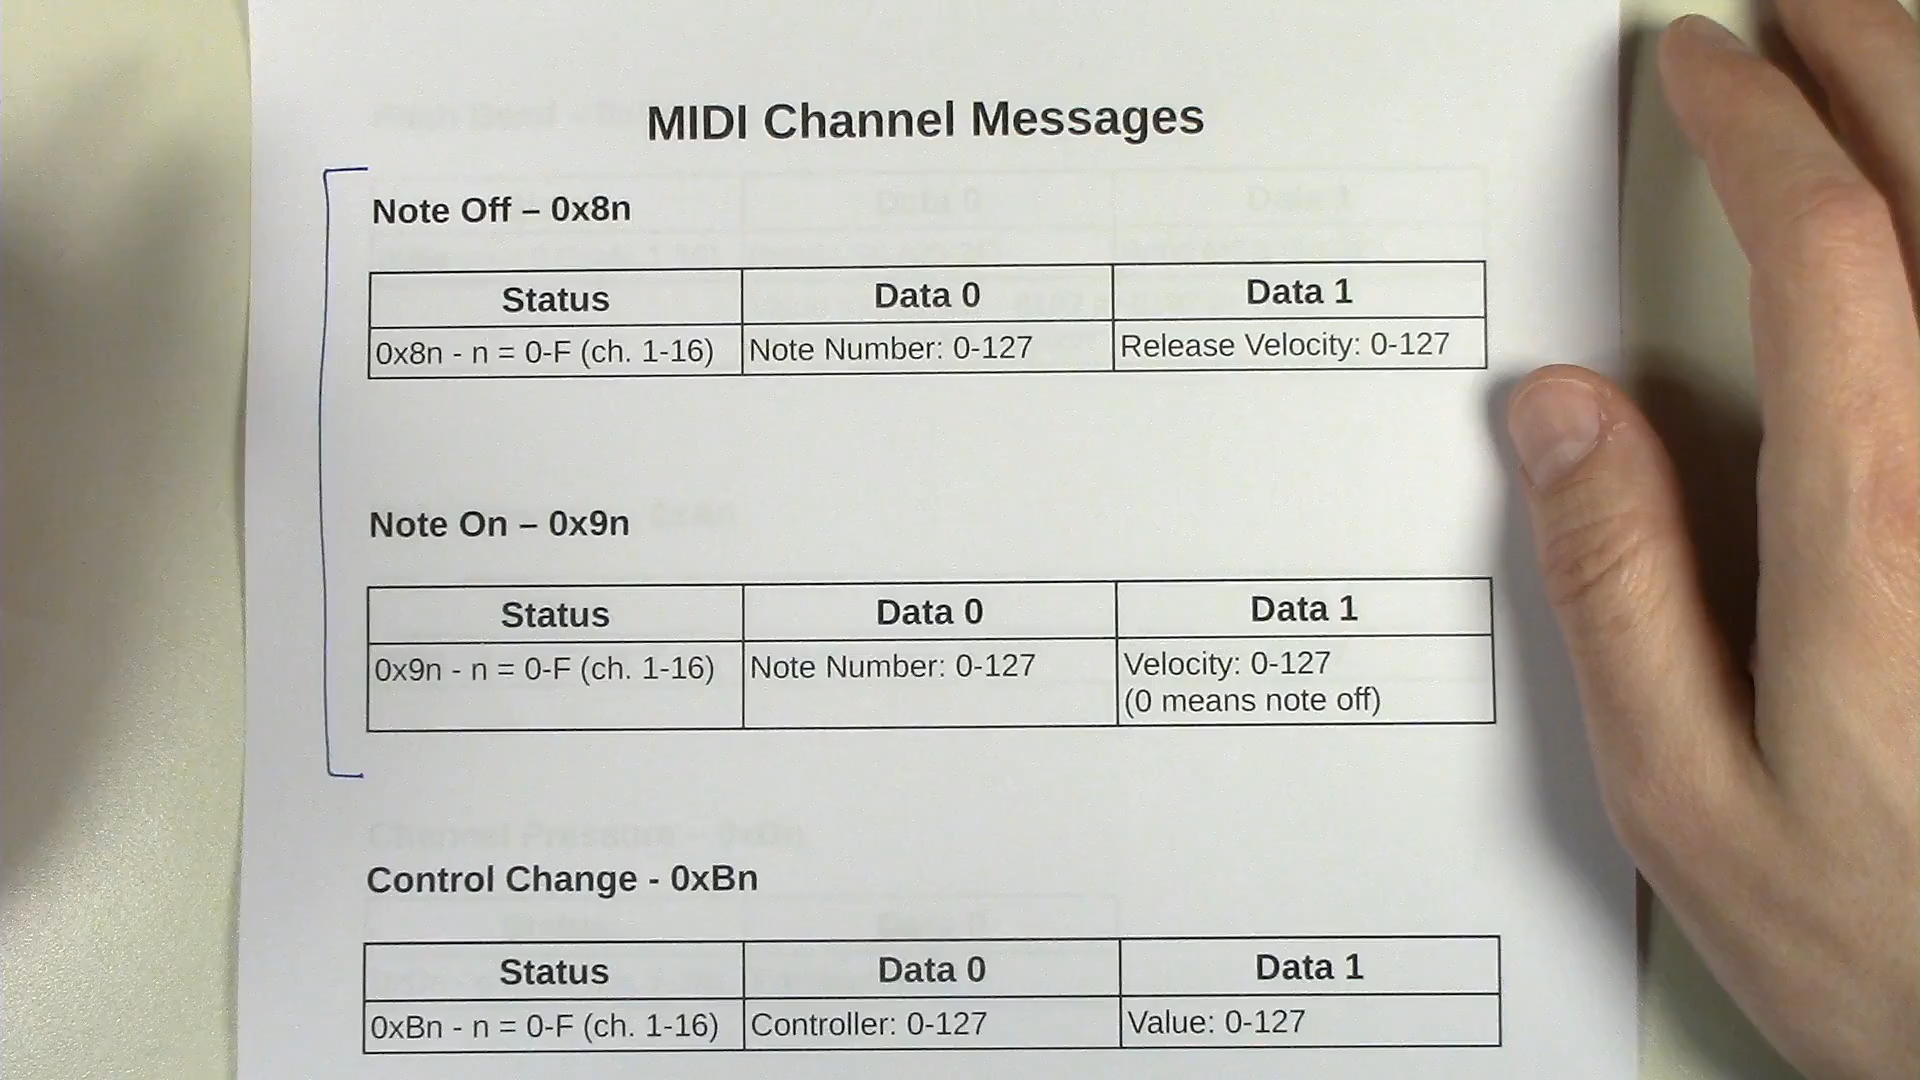 MIDI Channel Messages
Note Off – 0x8n
Status Data 0 Data 1
0x8n - n = 0-F (ch. 1-16) Note Number: 0-127 Release Velocity: 0-127
Note On – 0x9n
Status Data 0 Data 1
0x9n - n = 0-F (ch. 1-16) Note Number: 0-127 Velocity: 0-127
(0 means note off)
Control Change - 0xBn
Status Data 0 Data 1
0xBn - n = 0-F (ch. 1-16) Controller: 0-127 Value: 0-127